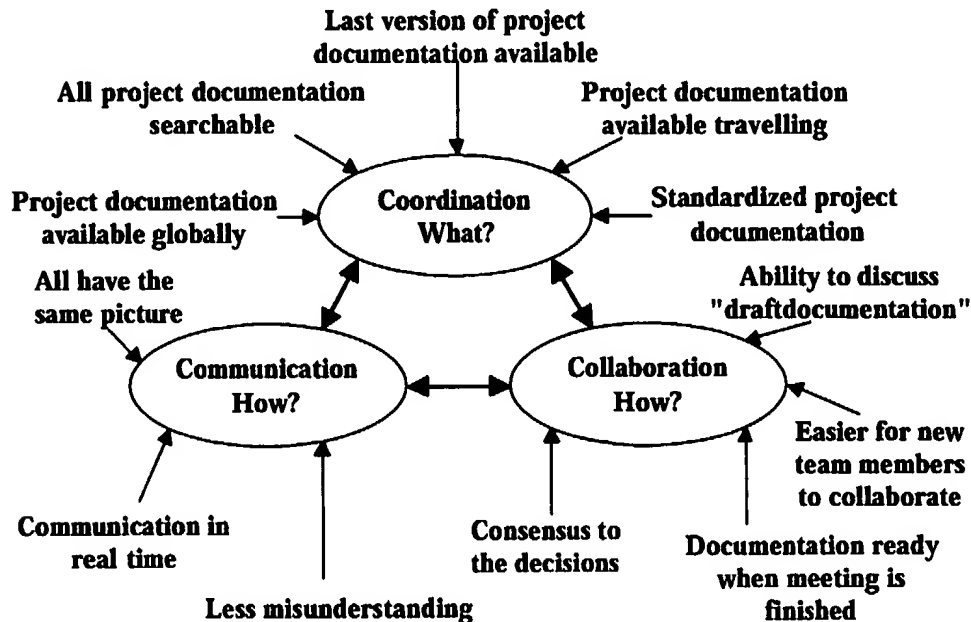 Last version of project
documentation available
All project documentation
searchable
Project documentation
available travelling
Coordination
What?
Project documentation
available globally
Standardized project
documentation
All have the
same picture
Ability to discuss
"draftdocumentation"
Communication
How?
Collaboration
How?
Easier for new
team members
to collaborate
Communication in
real time
Consensus to
the decisions
Documentation ready
when meeting is
finished
Less misunderstanding